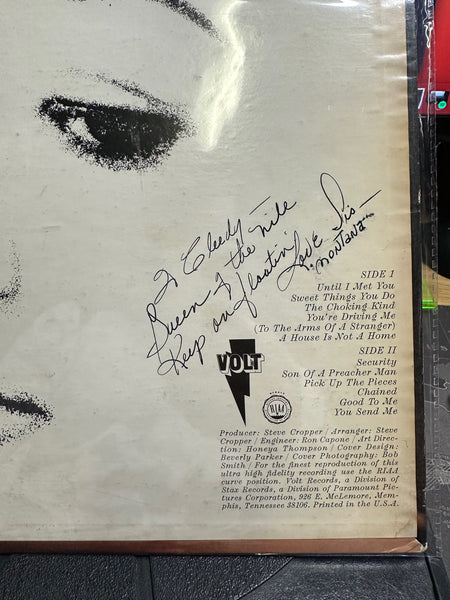 To Cleedy —
Queen of the nite
Keep on floatin'
Love Sis —
"Montana"
SIDE I
Until I Met You
Sweet Things You Do
The Choking Kind
You're Driving Me
(To The Arms Of A Stranger)
A House Is Not A Home
SIDE II
Security
Son Of A Preacher Man
Pick Up The Pieces
Chained
Good To Me
You Send Me
VOLT
RIAA
Producer: Steve Cropper / Arranger: Steve
Cropper / Engineer: Ron Capone / Art Direc-
tion: Honeya Thompson / Cover Design:
Beverly Parker / Cover Photography: Bob
Smith / For the finest reproduction of this
ultra high fidelity recording use the RIAA
curve position. Volt Records, a Division of
Stax Records, a Division of Paramount Pic-
tures Corporation, 926 E. McLemore, Mem-
phis, Tennessee 38106. Printed in the U.S.A.